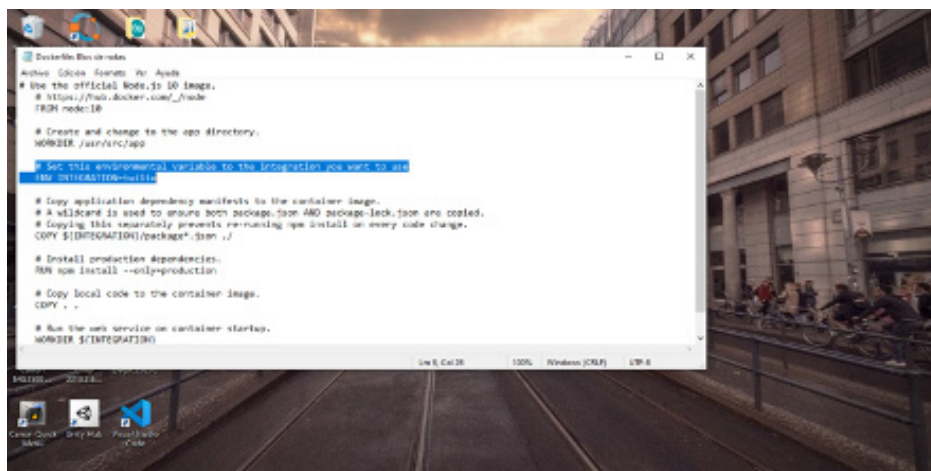 Dockerfile: Bloc de notas
Archivo Edición Formato Ver Ayuda
# Use the official Node.js 10 image.
# https://hub.docker.com/_/node
FROM node:10
# Create and change to the app directory.
WORKDIR /usr/src/app
# Set this environmental variable to the integration you want to use
ENV INTEGRATION=twilio
# Copy application dependency manifests to the container image.
# A wildcard is used to ensure both package.json AND package-lock.json are copied.
# Copying this separately prevents re-running npm install on every code change.
COPY ${INTEGRATION}/package*.json ./
# Install production dependencies.
RUN npm install --only=production
# Copy local code to the container image.
COPY . .
# Run the web service on container startup.
WORKDIR ${INTEGRATION}
100% Windows (CRLF) UTF-8
Canon Quick Menu
Unity Hub
Visual Studio Code